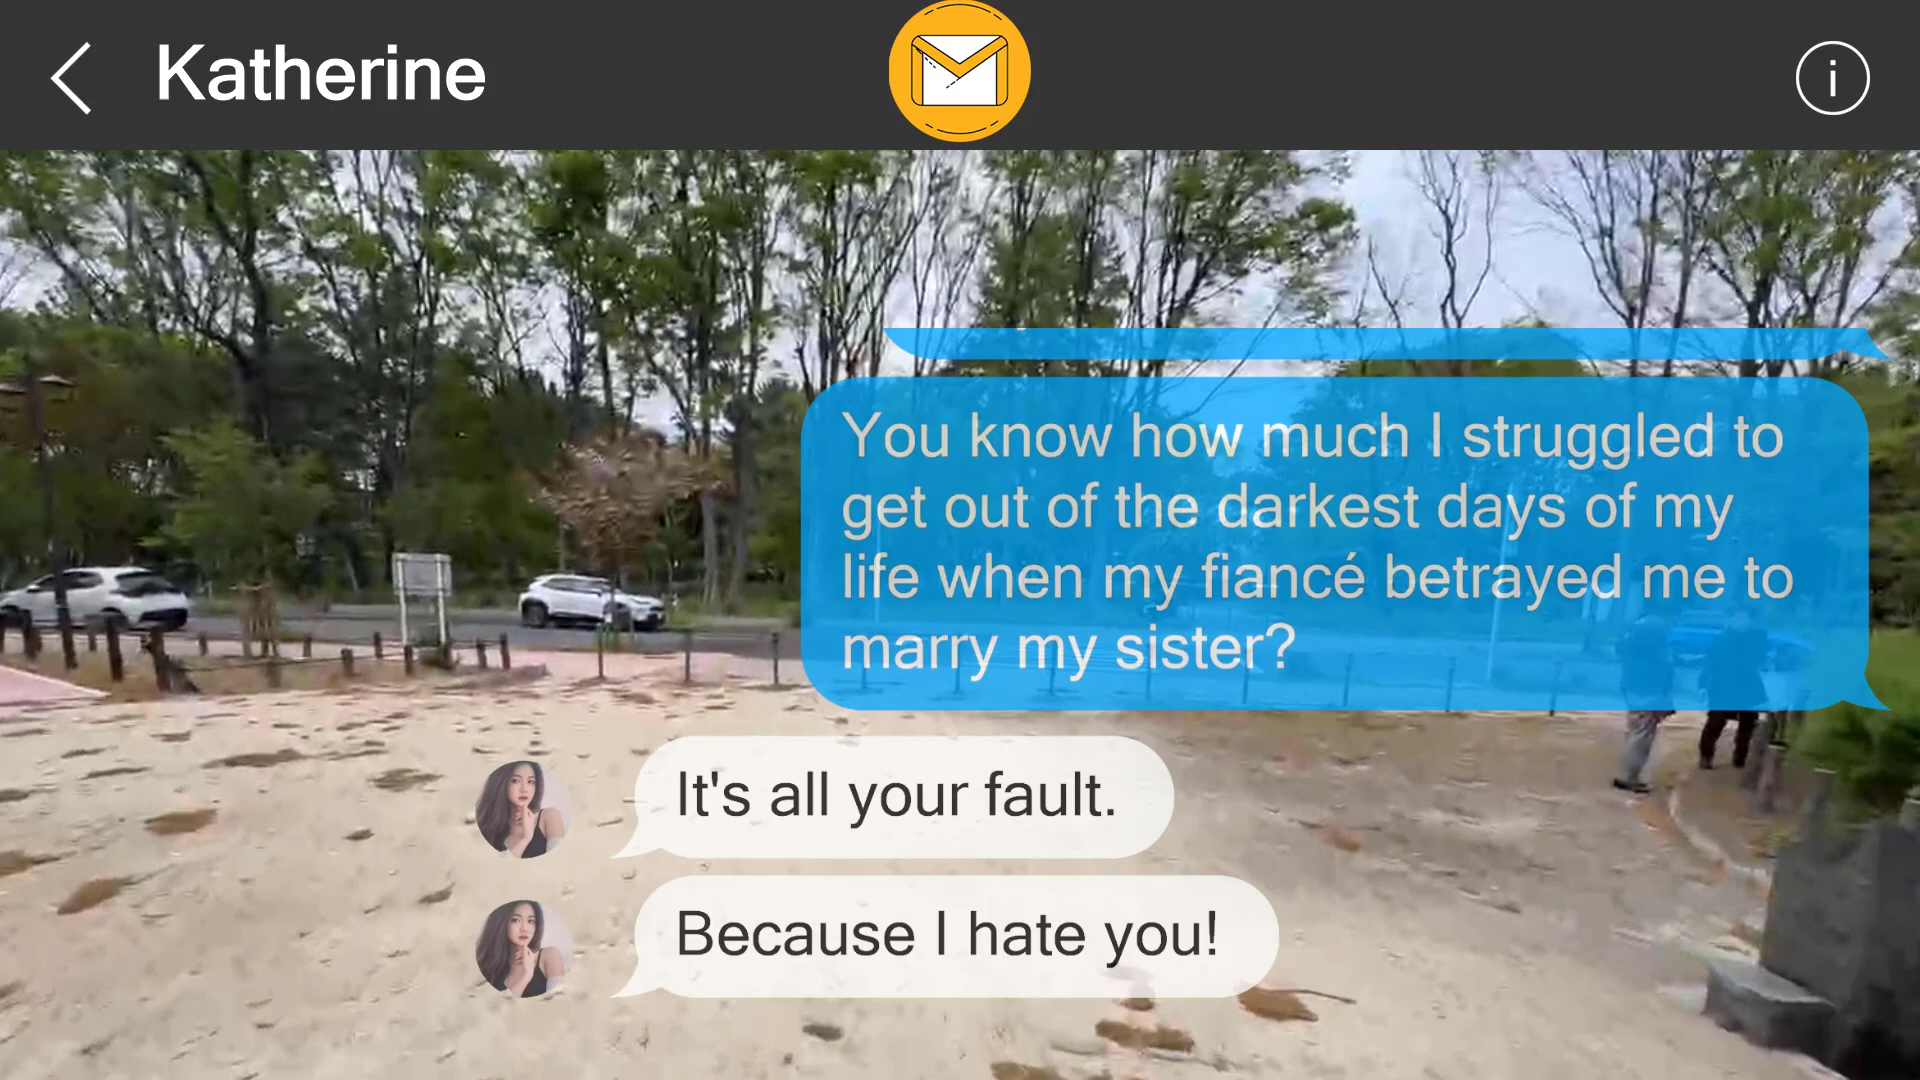 Katherine
You know how much I struggled to
get out of the darkest days of my
life when my fiancé betrayed me to
marry my sister?
It's all your fault.
Because I hate you!